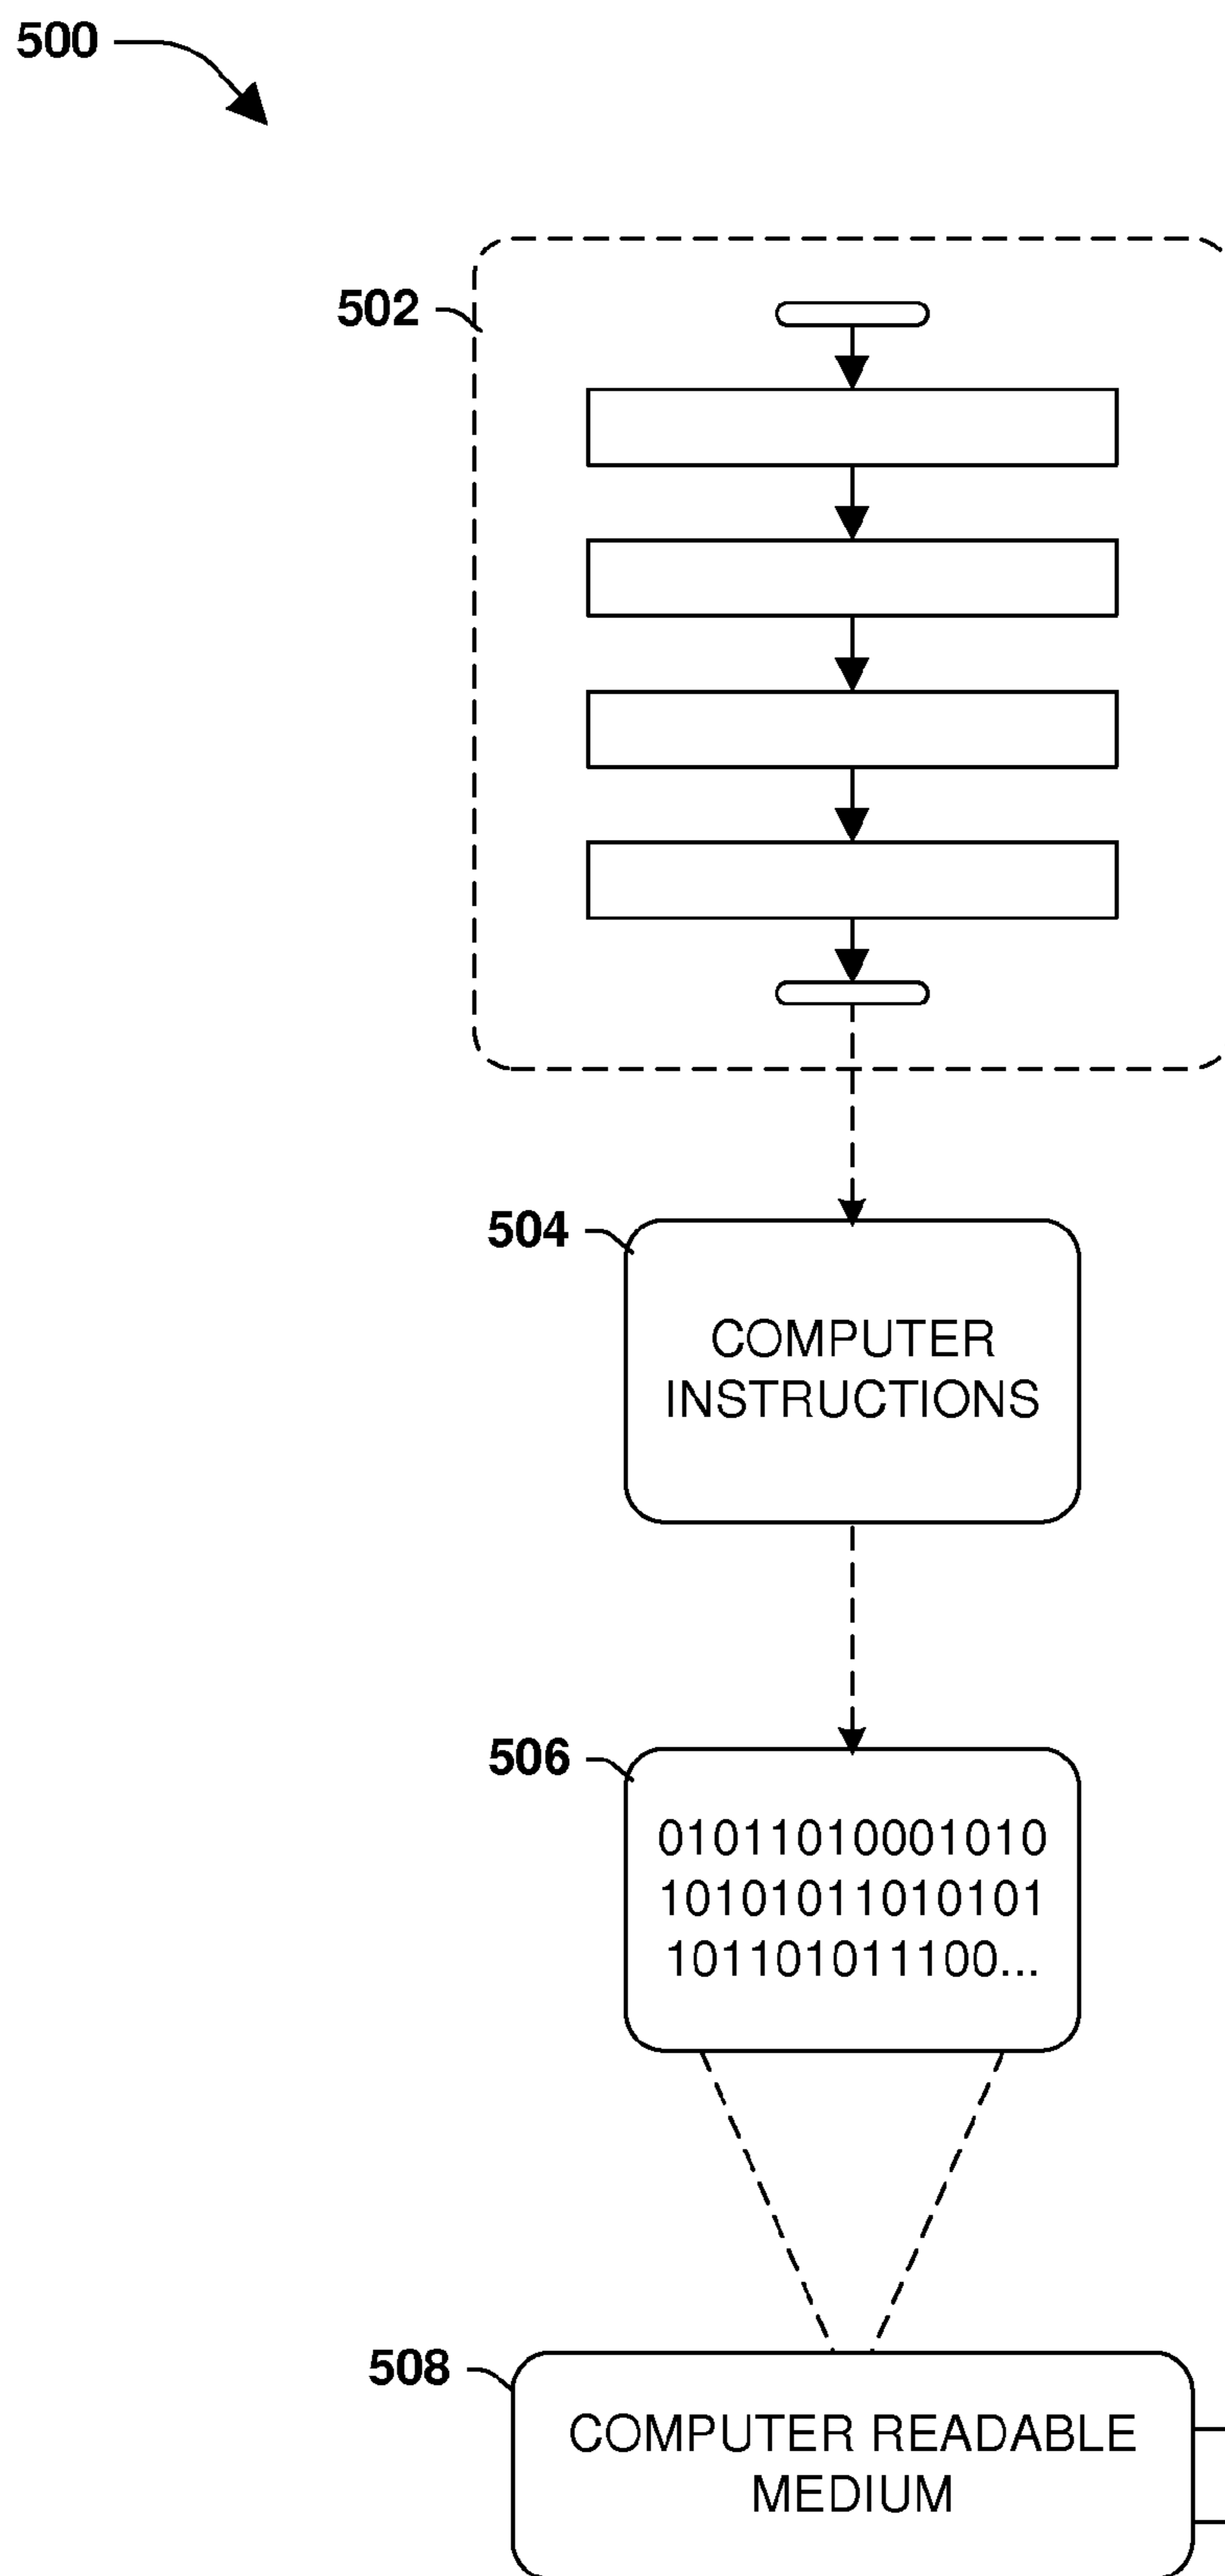 500
502
504
COMPUTER
INSTRUCTIONS
506
01011010001010
10101011010101
101101011100...
508
COMPUTER READABLE
MEDIUM